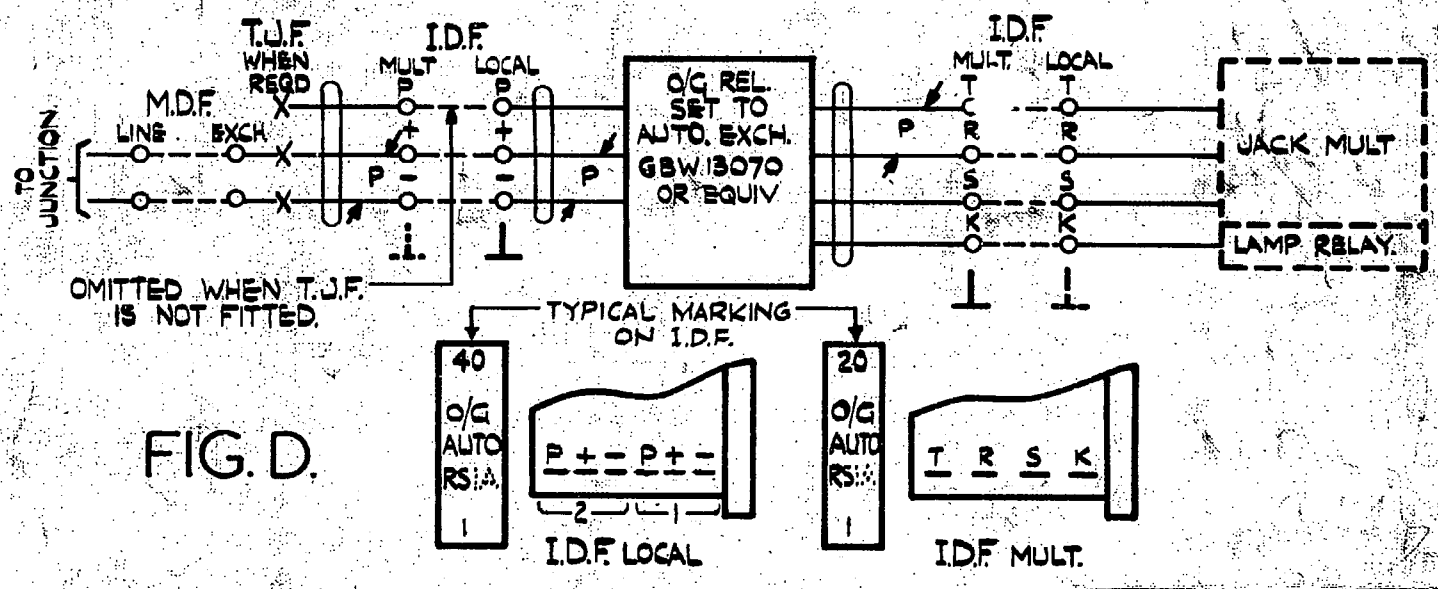 T.J.F.
WHEN
REQD
I.D.F.
MULT LOCAL
P P
M.D.F.
LINE EXCH
+ +
P P
- -
TO
JUNCTION
OMITTED WHEN T.J.F.
IS NOT FITTED.
O/G REL.
SET TO
AUTO. EXCH.
GBW.13070
OR EQUIV
I.D.F.
MULT. LOCAL
T T
P
R R
S S
K K
JACK MULT
LAMP RELAY.
TYPICAL MARKING
ON I.D.F.
40
O/G
AUTO
RS
1
P + - P + -
2 1
I.D.F. LOCAL
20
O/G
AUTO
RS
1
T R S K
I.D.F. MULT.
FIG. D.